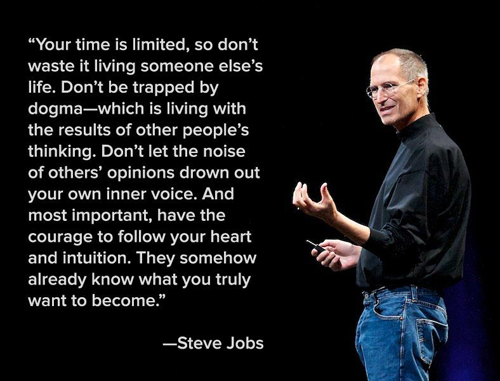 “Your time is limited, so don’t
waste it living someone else’s
life. Don’t be trapped by
dogma—which is living with
the results of other people’s
thinking. Don’t let the noise
of others’ opinions drown out
your own inner voice. And
most important, have the
courage to follow your heart
and intuition. They somehow
already know what you truly
want to become.”
—Steve Jobs